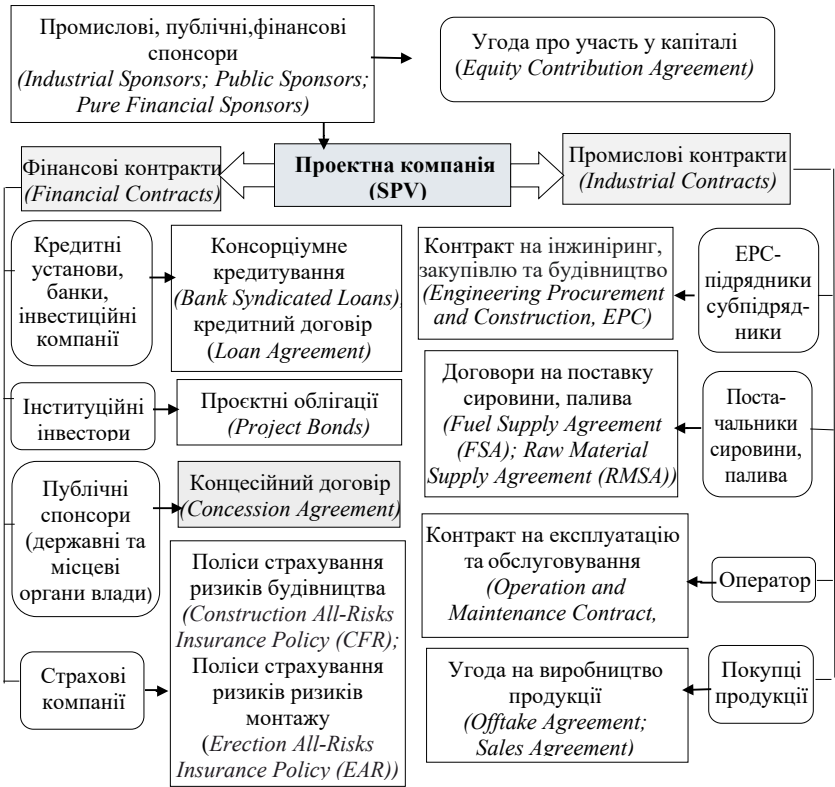 Промислові, публічні,фінансові
спонсори
(Industrial Sponsors; Public Sponsors;
Pure Financial Sponsors)
Угода про участь у капіталі
(Equity Contribution Agreement)
Фінансові контракти
(Financial Contracts)
Проектна компанія
(SPV)
Промислові контракти
(Industrial Contracts)
Кредитні
установи,
банки,
інвестиційні
компанії
Консорціумне
кредитування
(Bank Syndicated Loans),
кредитний договір
(Loan Agreement)
Контракт на інжиніринг,
закупівлю та будівництво
(Engineering Procurement
and Construction, EPC)
ЕРС-
підрядники
субпідряд-
ники
Інституційні
інвестори
Проєктні облігації
(Project Bonds)
Договори на поставку
сировини, палива
(Fuel Supply Agreement
(FSA); Raw Material
Supply Agreement (RMSA))
Поста-
чальники
сировини,
палива
Публічні
спонсори
(державні та
місцеві
органи влади)
Концесійний договір
(Concession Agreement)
Контракт на експлуатацію
та обслуговування
(Operation and
Maintenance Contract,
Оператор
Поліси страхування
ризиків будівництва
(Construction All-Risks
Insurance Policy (CFR);
Поліси страхування
ризиків ризиків
монтажу
(Erection All-Risks
Insurance Policy (EAR))
Страхові
компанії
Угода на виробництво
продукції
(Offtake Agreement;
Sales Agreement)
Покупці
продукції